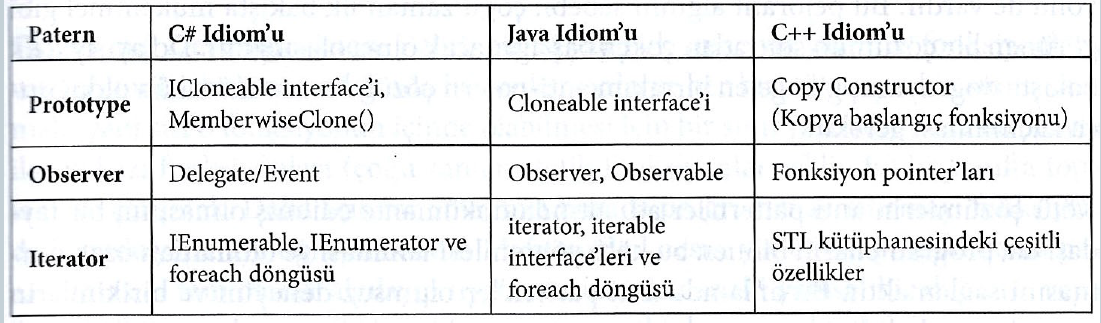 Patern C# Idiom'u Java Idiom'u C++ Idiom'u
Prototype
ICloneable interface'i,
MemberwiseClone()
Cloneable interface'i
Copy Constructor
(Kopya başlangıç fonksiyonu)
Observer Delegate/Event Observer, Observable Fonksiyon pointer'ları
Iterator
IEnumerable, IEnumerator ve
foreach döngüsü
iterator, iterable
interface'leri ve
foreach döngüsü
STL kütüphanesindeki çeşitli
özellikler